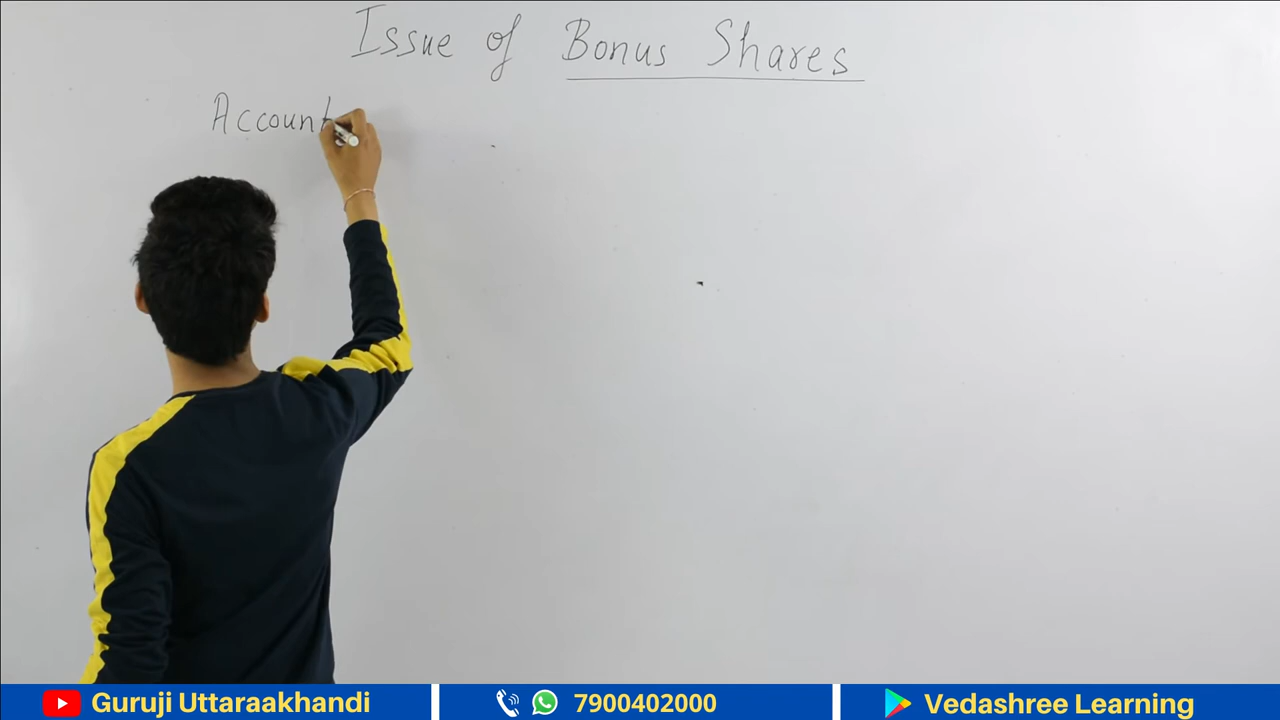 Issue of Bonus Shares
Account
Guruji Uttaraakhandi
7900402000
Vedashree Learning